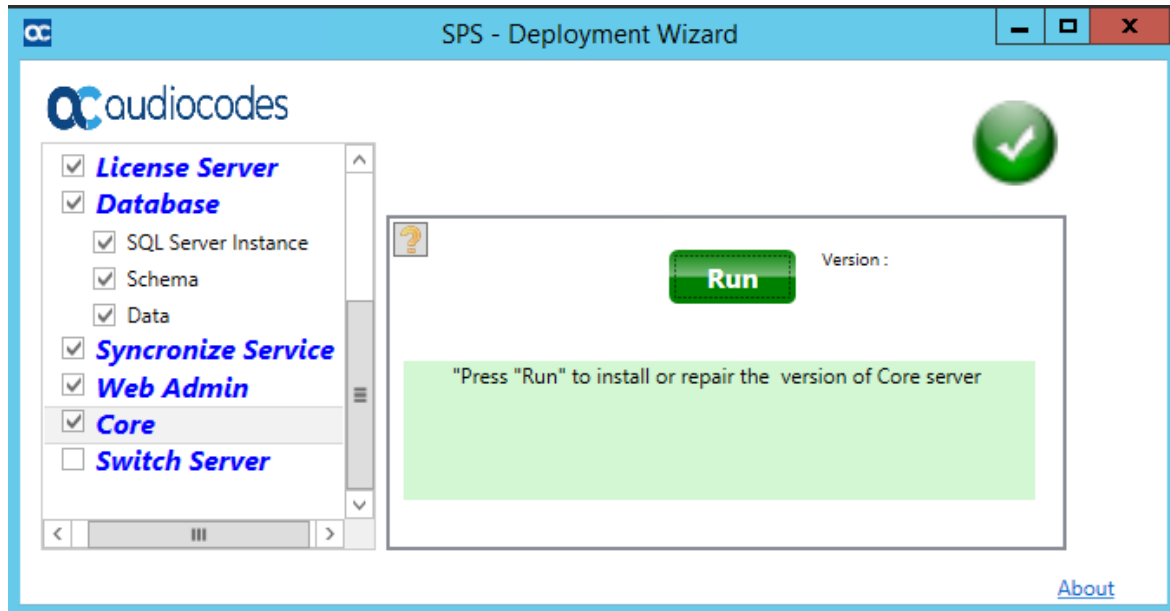 SPS - Deployment Wizard
audiocodes
License Server
Database
SQL Server Instance
Schema
Data
Syncronize Service
Web Admin
Core
Switch Server
Run
Version :
"Press "Run" to install or repair the  version of Core server
About